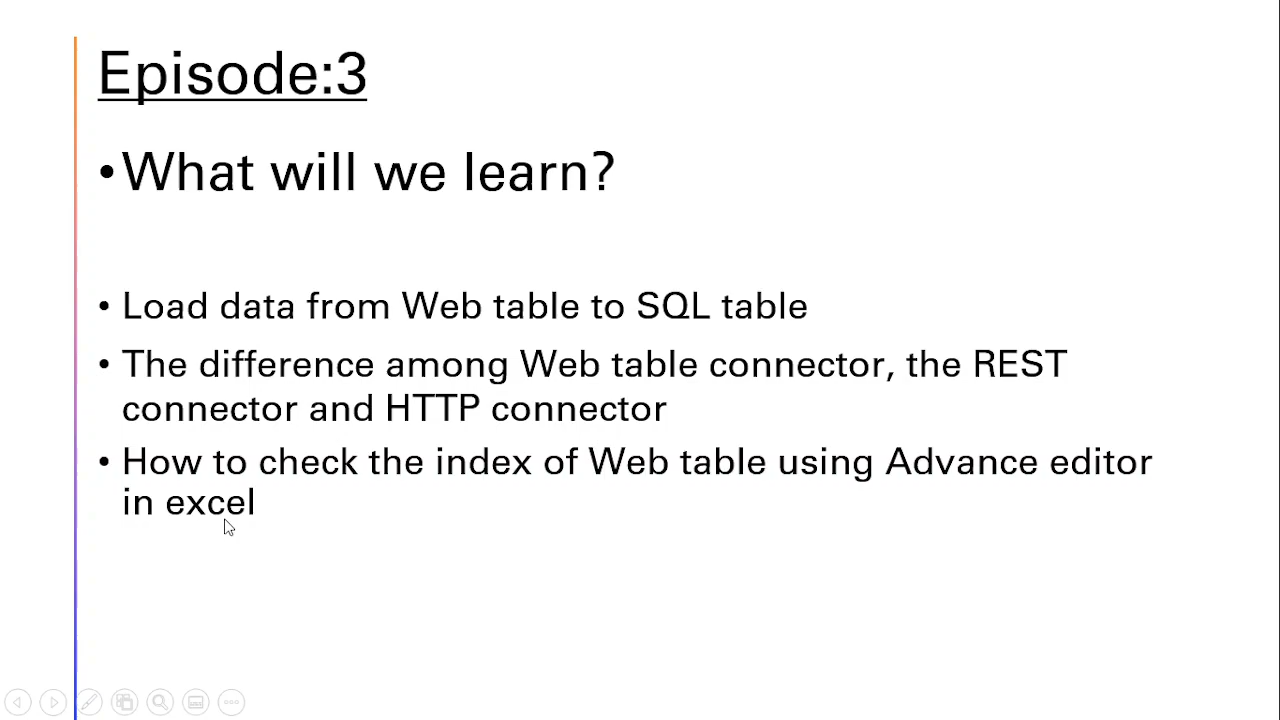 Episode:3
•What will we learn?
• Load data from Web table to SQL table
• The difference among Web table connector, the REST
connector and HTTP connector
• How to check the index of Web table using Advance editor
in excel